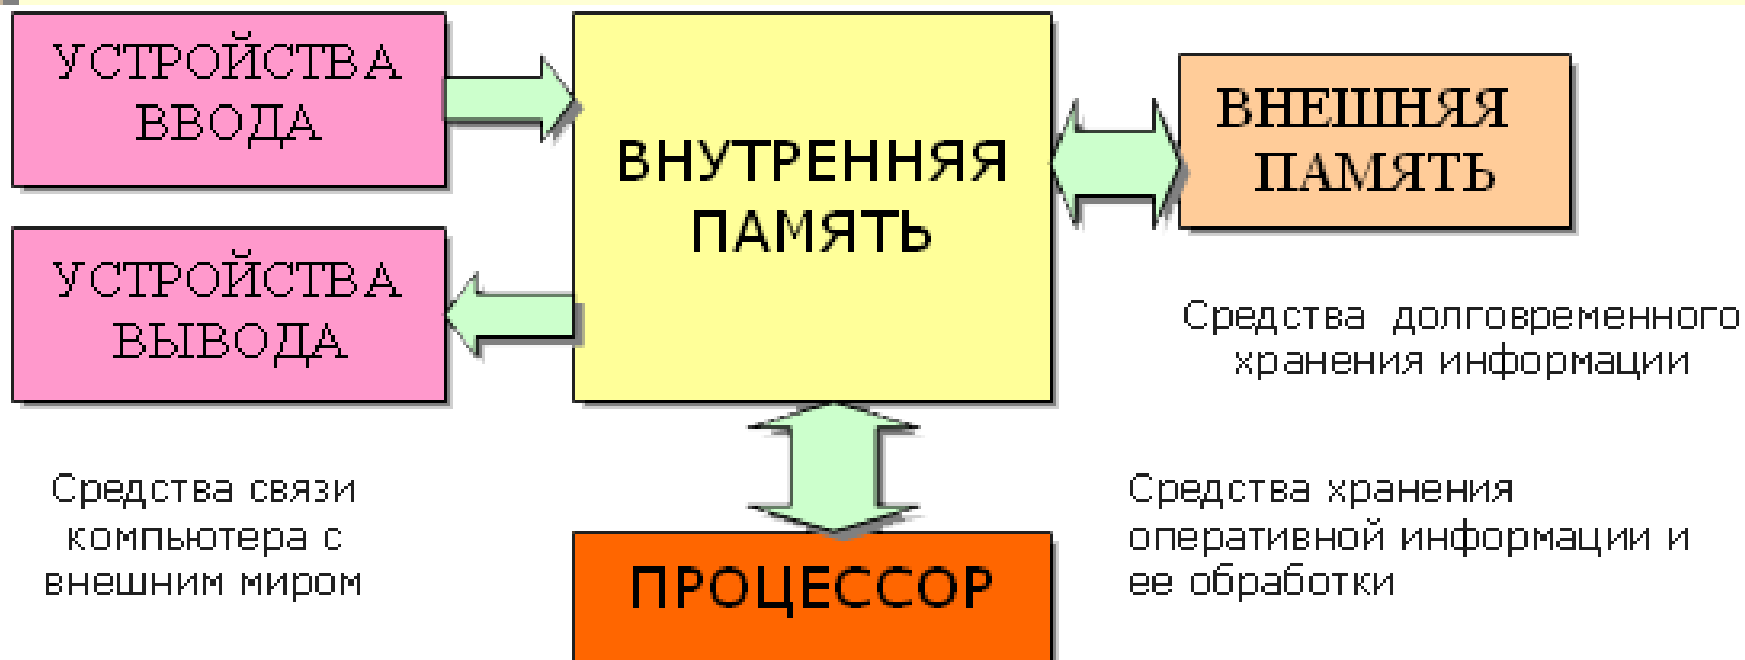 УСТРОЙСТВА
ВВОДА
УСТРОЙСТВА
ВЫВОДА
ВНУТРЕННЯЯ
ПАМЯТЬ
ВНЕШНЯЯ
ПАМЯТЬ
Средства долговременного
хранения информации
Средства связи
компьютера с
внешним миром
Средства хранения
оперативной информации и
ее обработки
ПРОЦЕССОР